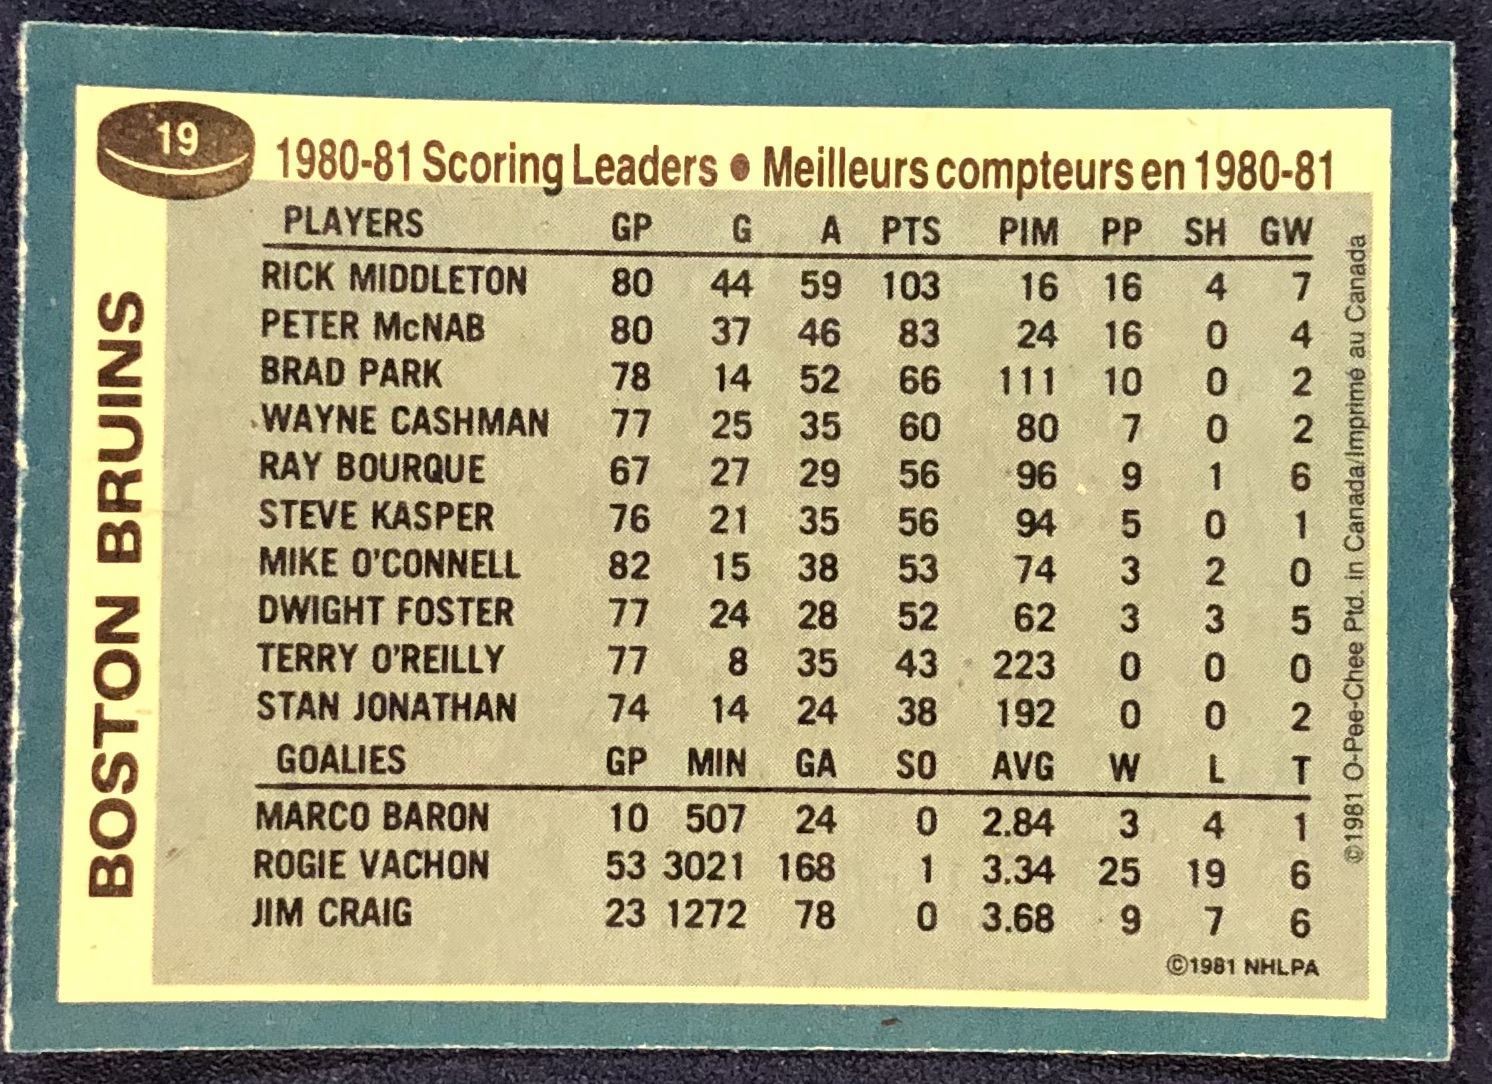 19
1980-81 Scoring Leaders • Meilleurs compteurs en 1980-81
BOSTON BRUINS
PLAYERS GP G A PTS PIM PP SH GW
RICK MIDDLETON 80 44 59 103 16 16 4 7
PETER McNAB 80 37 46 83 24 16 0 4
BRAD PARK 78 14 52 66 111 10 0 2
WAYNE CASHMAN 77 25 35 60 80 7 0 2
RAY BOURQUE 67 27 29 56 96 9 1 6
STEVE KASPER 76 21 35 56 94 5 0 1
MIKE O'CONNELL 82 15 38 53 74 3 2 0
DWIGHT FOSTER 77 24 28 52 62 3 3 5
TERRY O'REILLY 77 8 35 43 223 0 0 0
STAN JONATHAN 74 14 24 38 192 0 0 2
GOALIES GP MIN GA SO AVG W L T
MARCO BARON 10 507 24 0 2.84 3 4 1
ROGIE VACHON 53 3021 168 1 3.34 25 19 6
JIM CRAIG 23 1272 78 0 3.68 9 7 6
©1981 NHLPA
©1981 O-Pee-Chee Ptd. in Canada/Imprimé au Canada